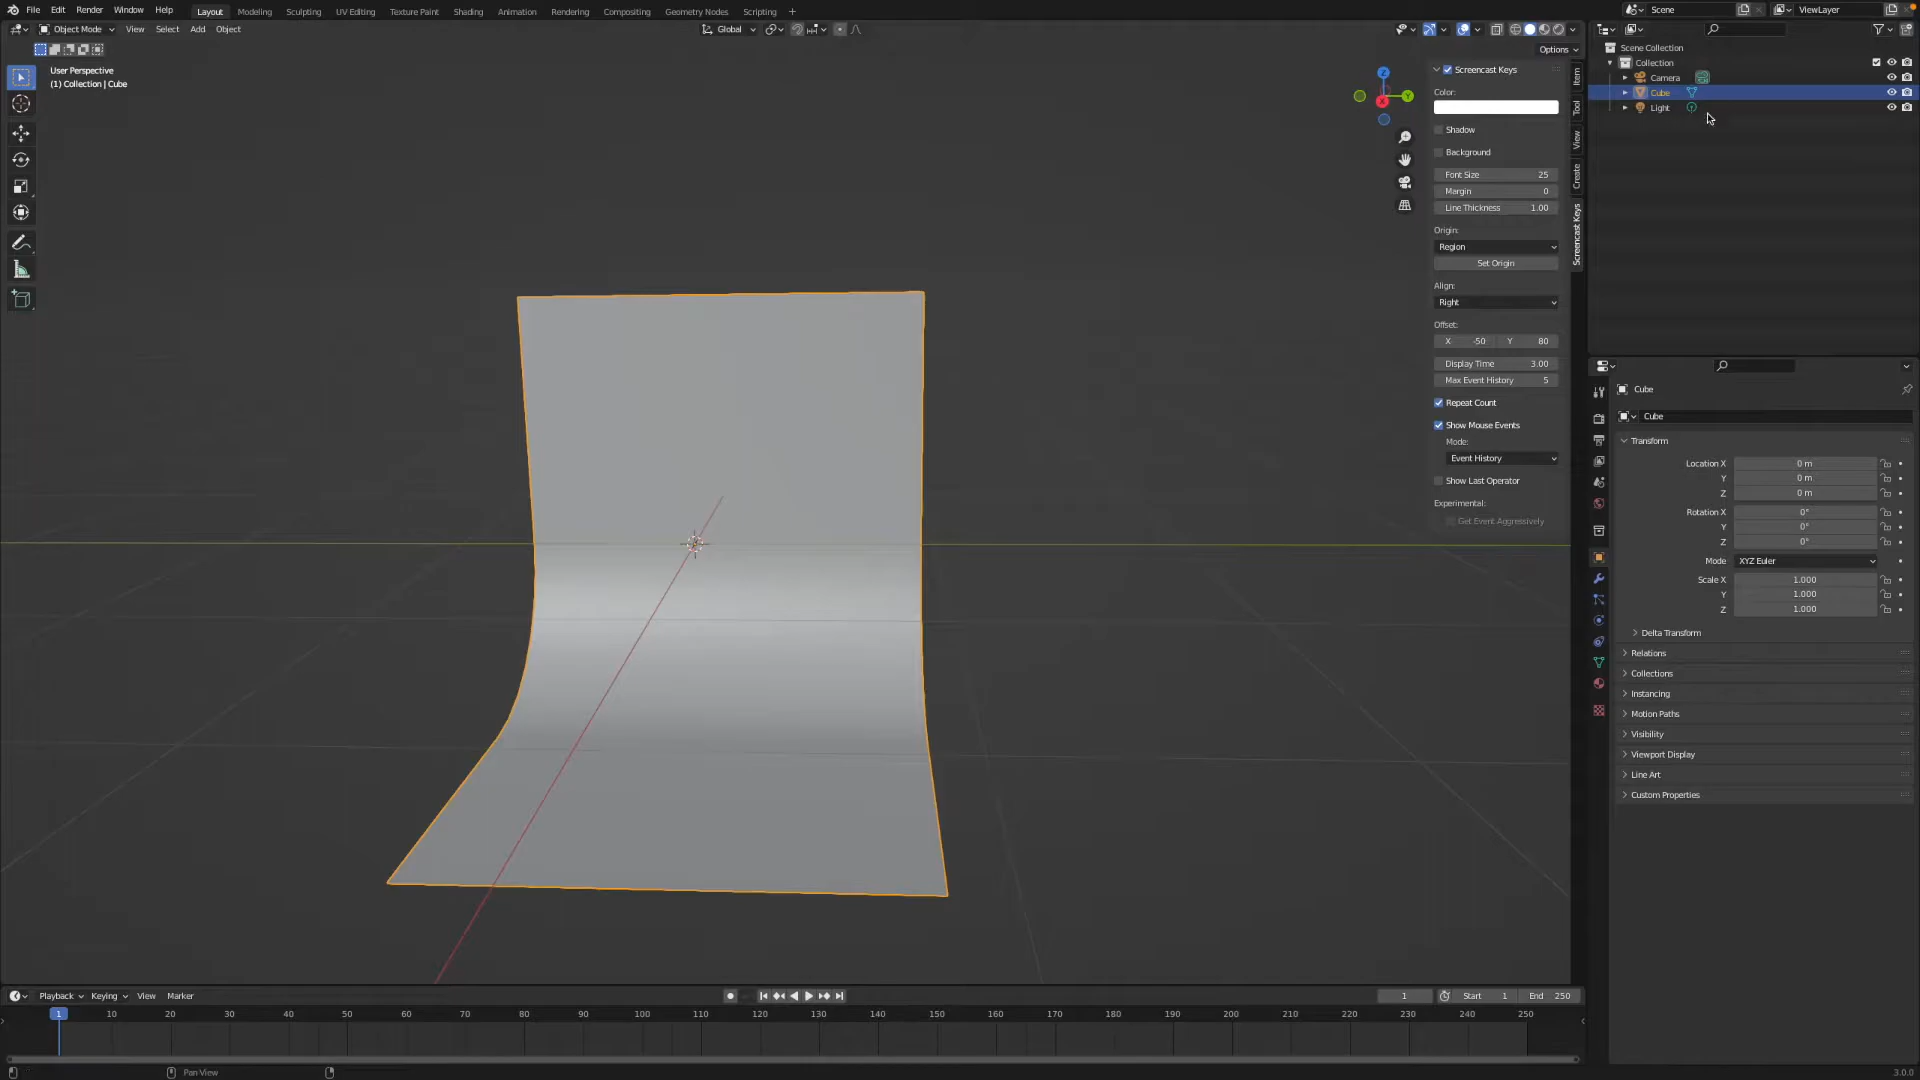 File Edit Render Window Help Layout Modeling Sculpting UV Editing Texture Paint Shading Animation Rendering Compositing Geometry Nodes Scripting + Scene ViewLayer
Object Mode View Select Add Object Global
Options
User Perspective
(1) Collection | Cube
Z
Y
X
Screencast Keys
Color:
Shadow
Background
Font Size 25
Margin 0
Line Thickness 1.00
Origin:
Region
Set Origin
Align:
Right
Offset:
X -50 Y 80
Display Time 3.00
Max Event History 5
Repeat Count
Show Mouse Events
Mode:
Event History
Show Last Operator
Experimental:
Get Event Aggressively
Item
Tool
View
Create
Screencast Keys
Scene Collection
Collection
Camera
Cube
Light
Cube
Cube
Transform
Location X 0 m
Y 0 m
Z 0 m
Rotation X 0°
Y 0°
Z 0°
Mode XYZ Euler
Scale X 1.000
Y 1.000
Z 1.000
Delta Transform
Relations
Collections
Instancing
Motion Paths
Visibility
Viewport Display
Line Art
Custom Properties
Playback Keying View Marker 1 Start 1 End 250
1 10 20 30 40 50 60 70 80 90 100 110 120 130 140 150 160 170 180 190 200 210 220 230 240 250
Pan View 3.0.0